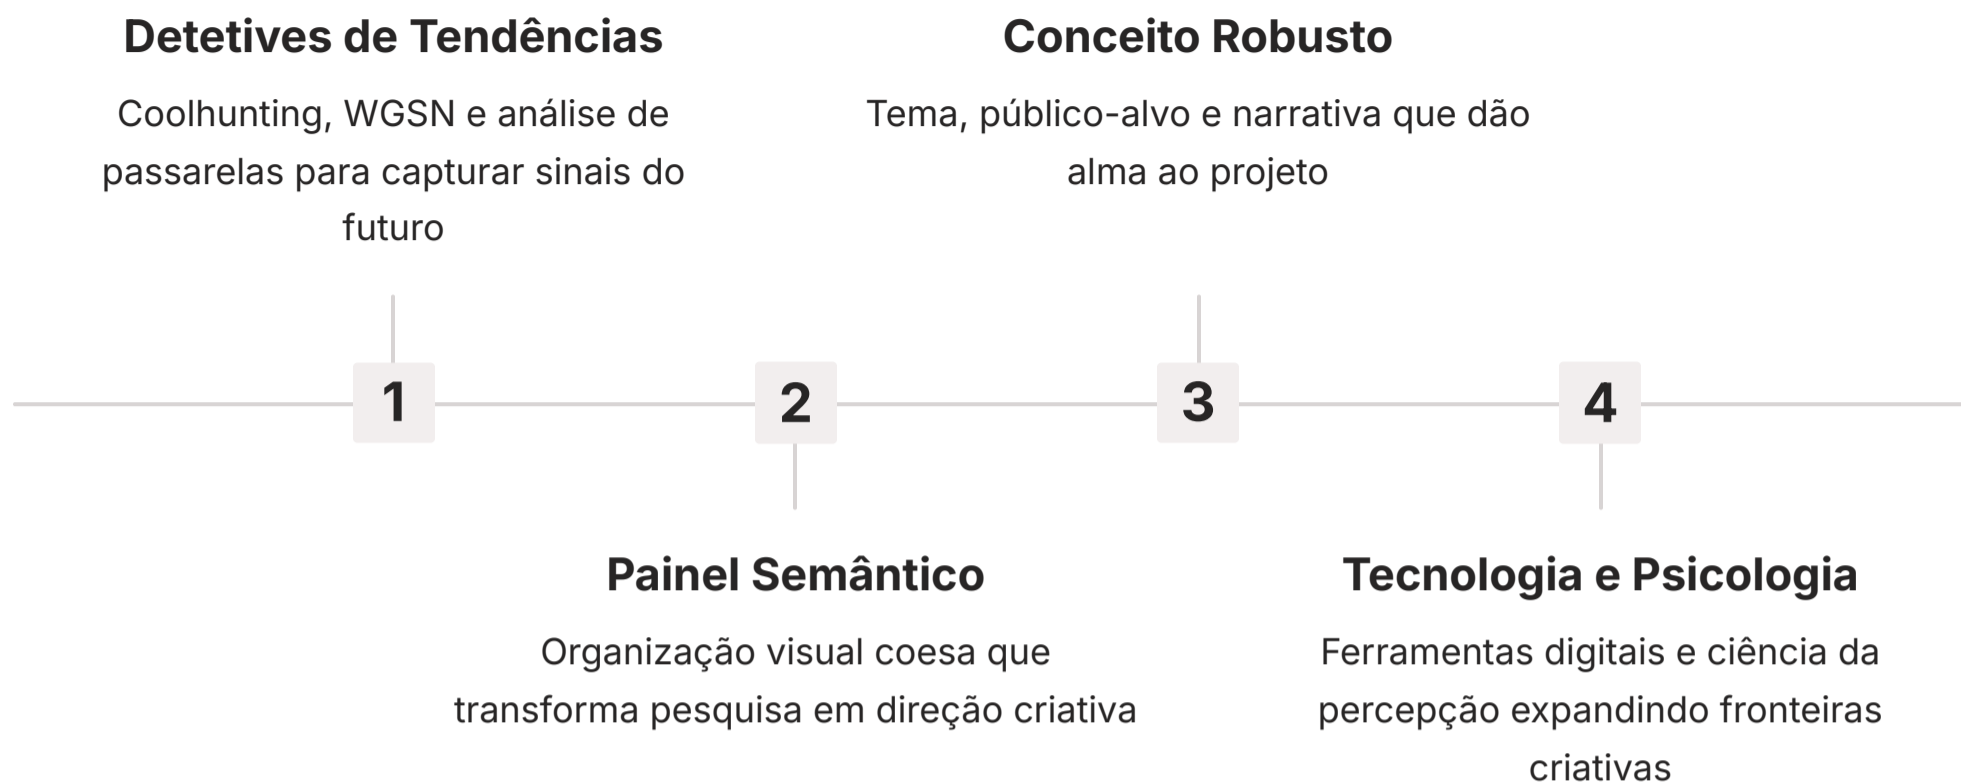 Detetives de Tendências
Coolhunting, WGSN e análise de
passarelas para capturar sinais do
futuro
Conceito Robusto
Tema, público-alvo e narrativa que dão
alma ao projeto
1
2
3
4
Painel Semântico
Organização visual coesa que
transforma pesquisa em direção criativa
Tecnologia e Psicologia
Ferramentas digitais e ciência da
percepção expandindo fronteiras
criativas